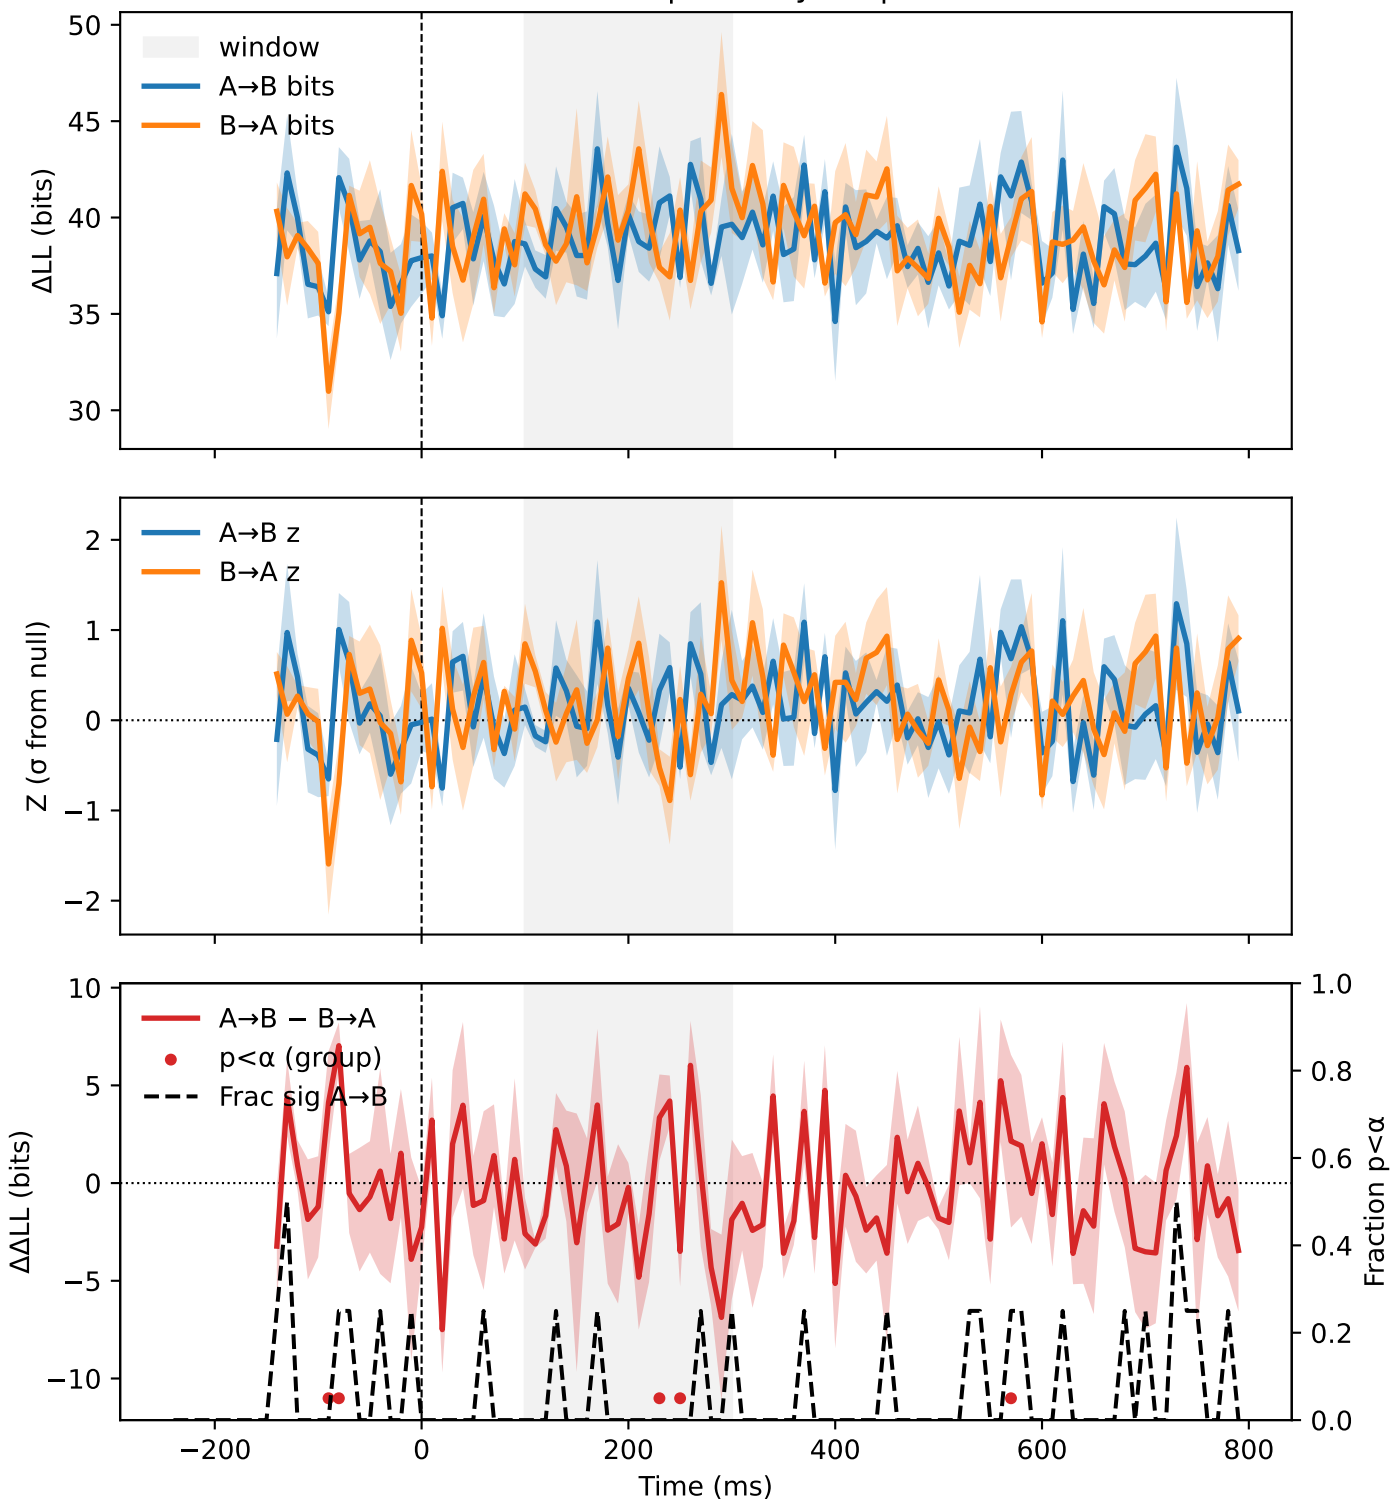 50
45
40
35
30
ΔLL (bits)
window
A→B bits
B→A bits
2
1
0
−1
−2
Z (σ from null)
A→B z
B→A z
10
5
0
−5
−10
ΔΔLL (bits)
A→B − B→A
p<α (group)
Frac sig A→B
1.0
0.8
0.6
0.4
0.2
0.0
Fraction p<α
−200
0
200
400
600
800
Time (ms)